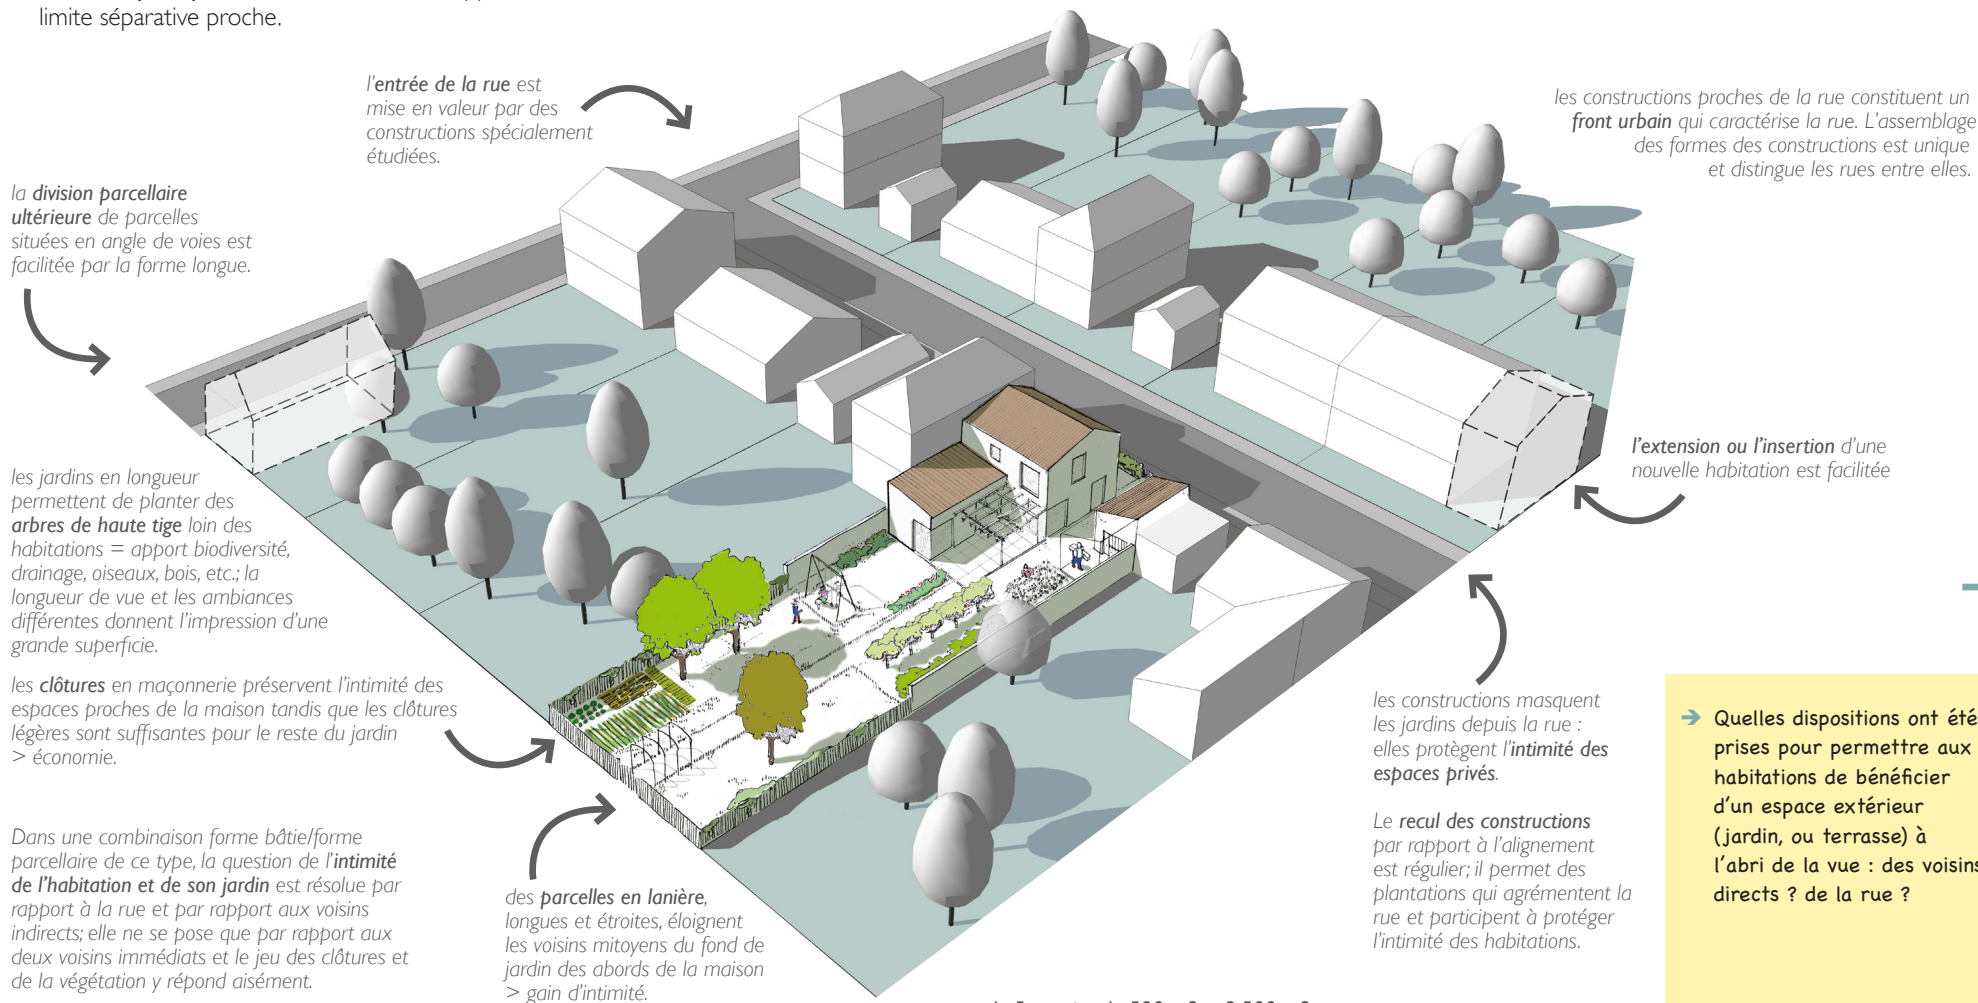 limite séparative proche.
l'entrée de la rue est
mise en valeur par des
constructions spécialement
étudiées.
les constructions proches de la rue constituent un
front urbain qui caractérise la rue. L'assemblage
des formes des constructions est unique
et distingue les rues entre elles.
la division parcellaire
ultérieure de parcelles
situées en angle de voies est
facilitée par la forme longue.
l'extension ou l'insertion d'une
nouvelle habitation est facilitée
les jardins en longueur
permettent de planter des
arbres de haute tige loin des
habitations = apport biodiversité,
drainage, oiseaux, bois, etc.; la
longueur de vue et les ambiances
différentes donnent l'impression d'une
grande superficie.
les clôtures en maçonnerie préservent l'intimité des
espaces proches de la maison tandis que les clôtures
légères sont suffisantes pour le reste du jardin
> économie.
Dans une combinaison forme bâtie/forme
parcellaire de ce type, la question de l'intimité
de l'habitation et de son jardin est résolue par
rapport à la rue et par rapport aux voisins
indirects; elle ne se pose que par rapport aux
deux voisins immédiats et le jeu des clôtures et
de la végétation y répond aisément.
des parcelles en lanière,
longues et étroites, éloignent
les voisins mitoyens du fond de
jardin des abords de la maison
> gain d'intimité.
les constructions masquent
les jardins depuis la rue :
elles protègent l'intimité des
espaces privés.
Le recul des constructions
par rapport à l'alignement
est régulier; il permet des
plantations qui agrémentent la
rue et participent à protéger
l'intimité des habitations.
→ Quelles dispositions ont été
prises pour permettre aux
habitations de bénéficier
d'un espace extérieur
(jardin, ou terrasse) à
l'abri de la vue : des voisins
directs ? de la rue ?